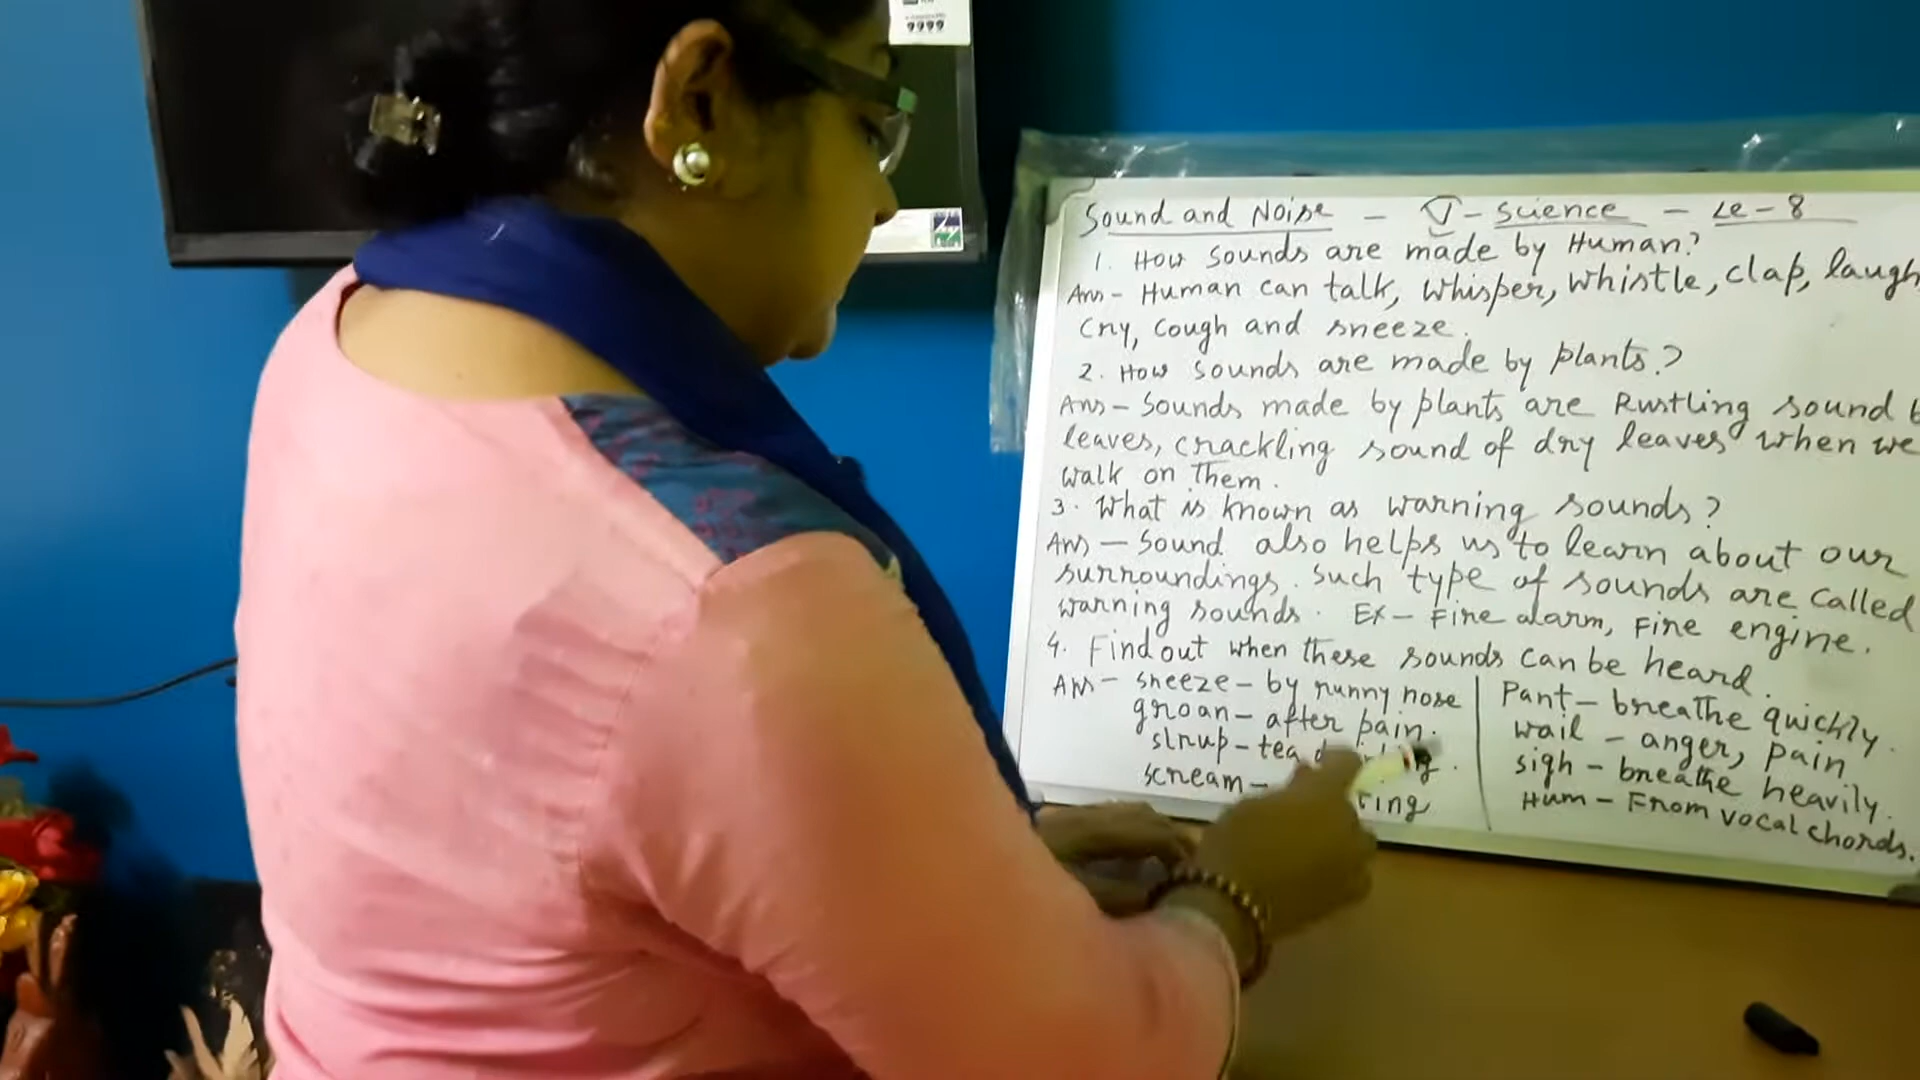 9999
Sound and Noise - V - Science - Le - 8
1. How sounds are made by Human?
Ans - Human can talk, Whisper, Whistle, clap, laugh
Cry, Cough and sneeze.
2. How sounds are made by plants?
Ans - Sounds made by plants are Rustling sound
leaves, crackling sound of dry leaves when we
walk on Them.
3. What is known as warning sounds?
Ans - Sound also helps us to learn about our
surroundings. Such type of sounds are called
warning sounds. Ex - Fire alarm, Fire engine.
4. Find out when these sounds can be heard.
Ans - sneeze - by runny nose
groan - after pain.
slrup - tea
scream -
Pant - breathe quickly.
wail - anger, pain
sigh - breathe heavily.
Hum - From vocal chords.